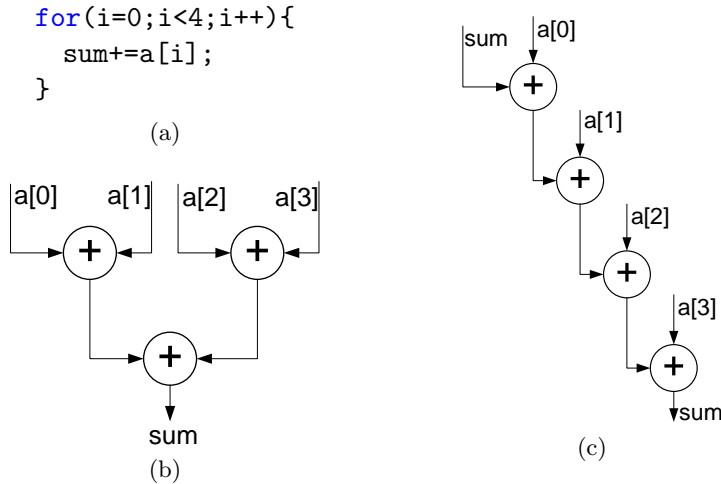 for(i=0;i<4;i++){
sum+=a[i];
}
(a)
a[0] a[1] a[2] a[3]
+ +
+
sum
(b)
sum a[0]
+
a[1]
+
a[2]
+
a[3]
+
sum
(c)